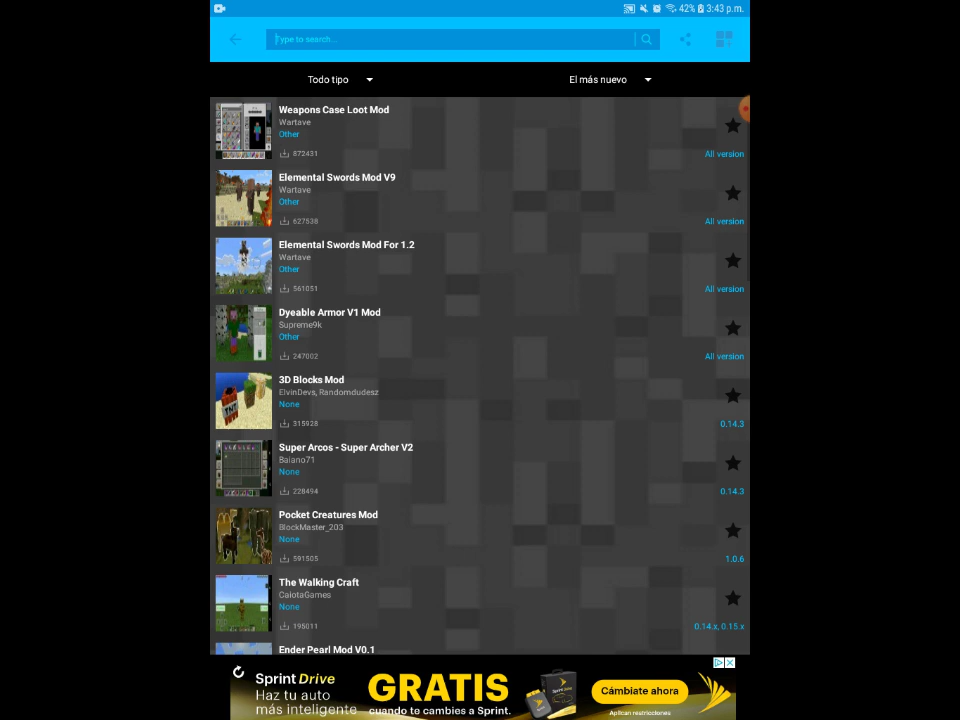 42% 3:43 p.m.
Type to search...
Todo tipo
El más nuevo
Weapons Case Loot Mod
Wartave
Other
872431
All version
Elemental Swords Mod V9
Wartave
Other
627538
All version
Elemental Swords Mod For 1.2
Wartave
Other
561051
All version
Dyeable Armor V1 Mod
Supreme9k
Other
247002
All version
3D Blocks Mod
ElvinDevs, Randomdudesz
None
315928
0.14.3
Super Arcos - Super Archer V2
Balano71
None
228494
0.14.3
Pocket Creatures Mod
BlockMaster_203
None
591505
1.0.6
The Walking Craft
CalotaGames
None
195011
0.14.x, 0.15.x
Ender Pearl Mod V0.1
Sprint Drive
Haz tu auto
más inteligente
GRATIS
cuando te cambies a Sprint.
Cámbiate ahora
Aplican restricciones